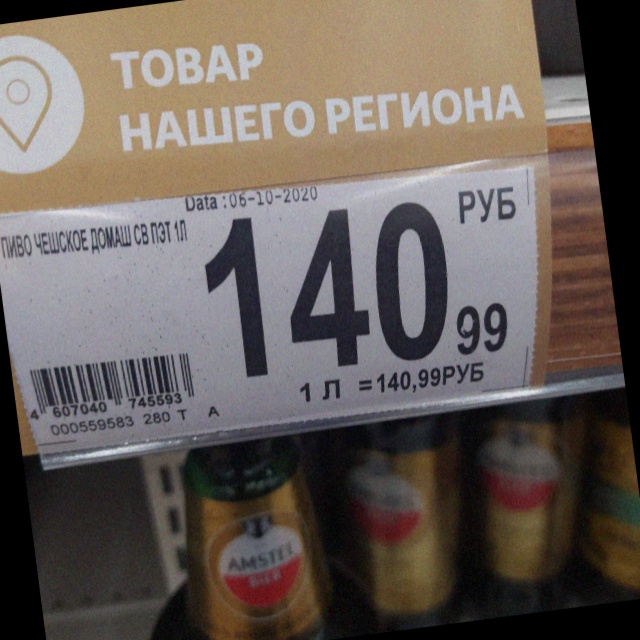 ТОВАР
НАШЕГО РЕГИОНА
Data : 06-10-2020
ПИВО ЧЕШСКОЕ ДОМАШ СВ ПЭТ 1Л
140
99
РУБ
1 Л =140,99РУБ
4 607040 745593
000559583 280 Т А
AMSTEL
BIER